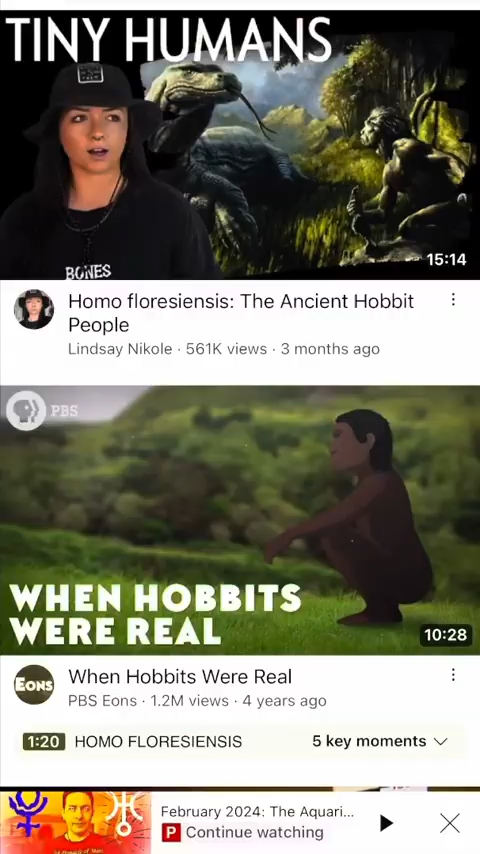 TINY HUMANS
BONES
15:14
Homo floresiensis: The Ancient Hobbit
People
Lindsay Nikole · 561K views · 3 months ago
PBS
WHEN HOBBITS
WERE REAL
10:28
EONS
When Hobbits Were Real
PBS Eons · 1.2M views · 4 years ago
1:20 HOMO FLORESIENSIS 5 key moments
February 2024: The Aquari...
P Continue watching